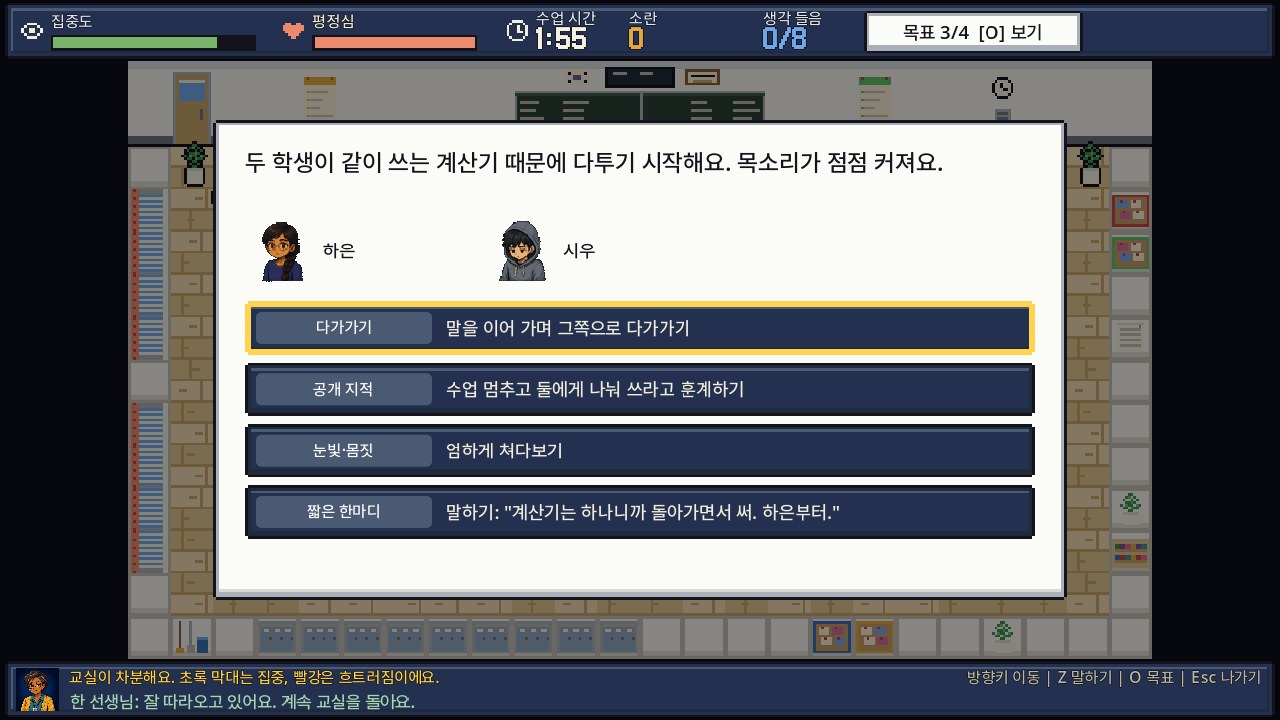 집중도
평정심
수업 시간
1:55
소란
0
생각 들음
0/8
목표 3/4 [O] 보기
두 학생이 같이 쓰는 계산기 때문에 다투기 시작해요. 목소리가 점점 커져요.
하은
시우
다가가기
말을 이어 가며 그쪽으로 다가가기
공개 지적
수업 멈추고 둘에게 나눠 쓰라고 훈계하기
눈빛·몸짓
엄하게 쳐다보기
짧은 한마디
말하기: "계산기는 하나니까 돌아가면서 써. 하은부터."
교실이 차분해요. 초록 막대는 집중, 빨강은 흐트러짐이에요.
한 선생님: 잘 따라오고 있어요. 계속 교실을 돌아요.
방향키 이동 | Z 말하기 | O 목표 | Esc 나가기